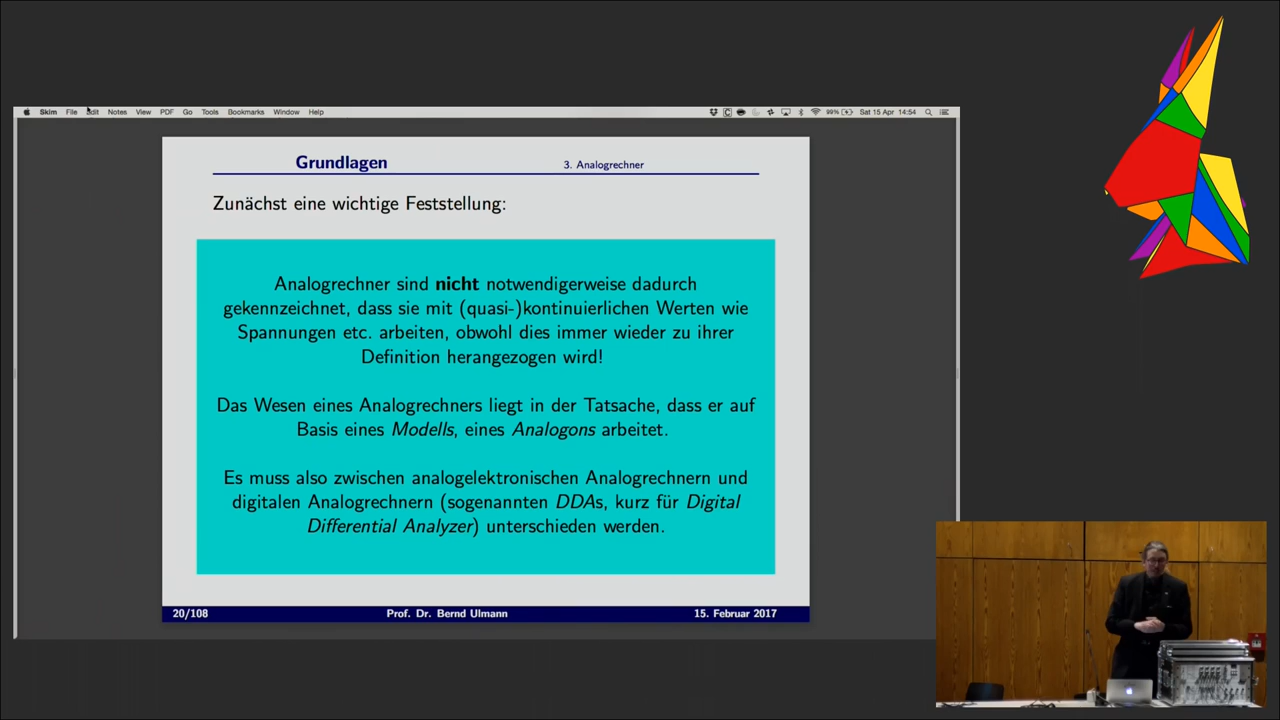 Skim File Edit Notes View PDF Go Tools Bookmarks Window Help 99% Sat 15 Apr 14:54
Grundlagen 3. Analogrechner
Zunächst eine wichtige Feststellung:
Analogrechner sind nicht notwendigerweise dadurch
gekennzeichnet, dass sie mit (quasi-)kontinuierlichen Werten wie
Spannungen etc. arbeiten, obwohl dies immer wieder zu ihrer
Definition herangezogen wird!
Das Wesen eines Analogrechners liegt in der Tatsache, dass er auf
Basis eines Modells, eines Analogons arbeitet.
Es muss also zwischen analogelektronischen Analogrechnern und
digitalen Analogrechnern (sogenannten DDAs, kurz für Digital
Differential Analyzer) unterschieden werden.
20/108 Prof. Dr. Bernd Ulmann 15. Februar 2017